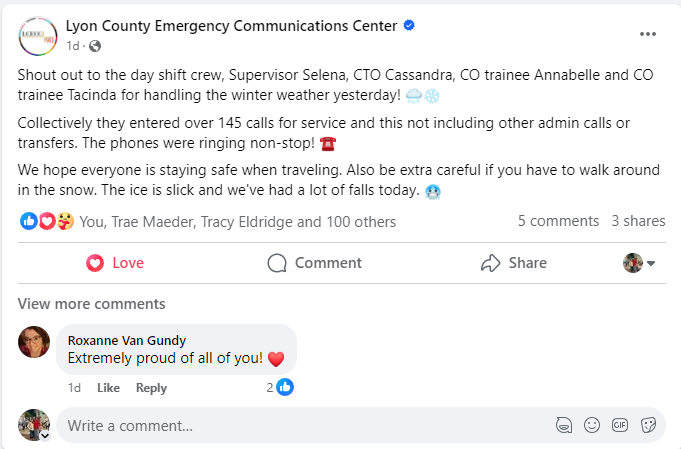 Lyon County Emergency Communications Center
1d
Shout out to the day shift crew, Supervisor Selena, CTO Cassandra, CO trainee Annabelle and CO
trainee Tacinda for handling the winter weather yesterday! 🌨️❄️
Collectively they entered over 145 calls for service and this not including other admin calls or
transfers. The phones were ringing non-stop! ☎️
We hope everyone is staying safe when traveling. Also be extra careful if you have to walk around
in the snow. The ice is slick and we've had a lot of falls today. 🥶
You, Trae Maeder, Tracy Eldridge and 100 others 5 comments 3 shares
Love Comment Share
View more comments
Roxanne Van Gundy
Extremely proud of all of you! ♥️
1d Like Reply 2
Write a comment...
GIF